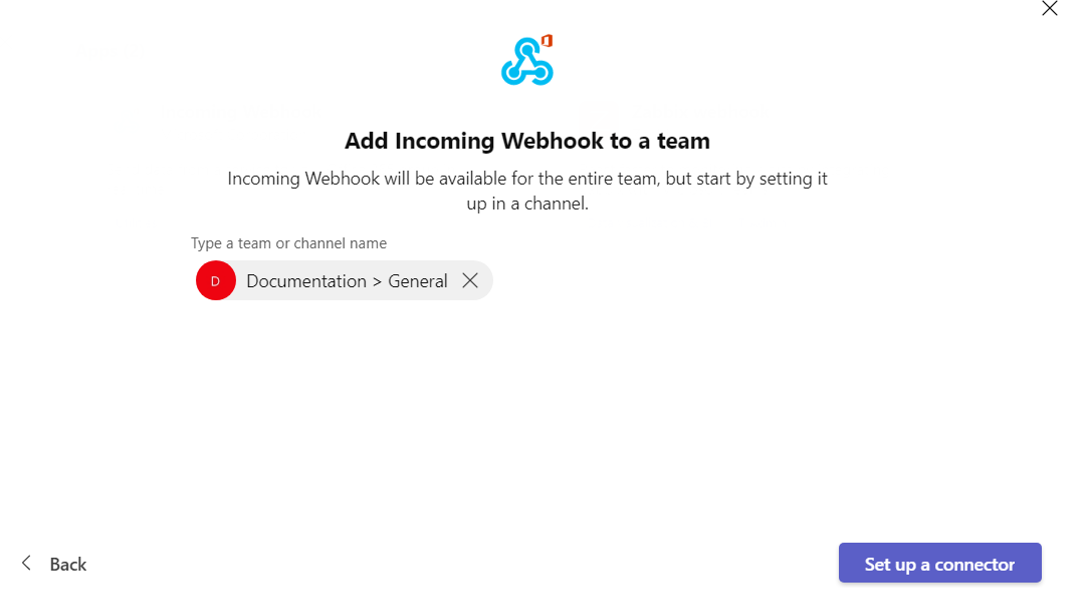 Add Incoming Webhook to a team
Incoming Webhook will be available for the entire team, but start by setting it
up in a channel.
Type a team or channel name
D Documentation > General
Back
Set up a connector